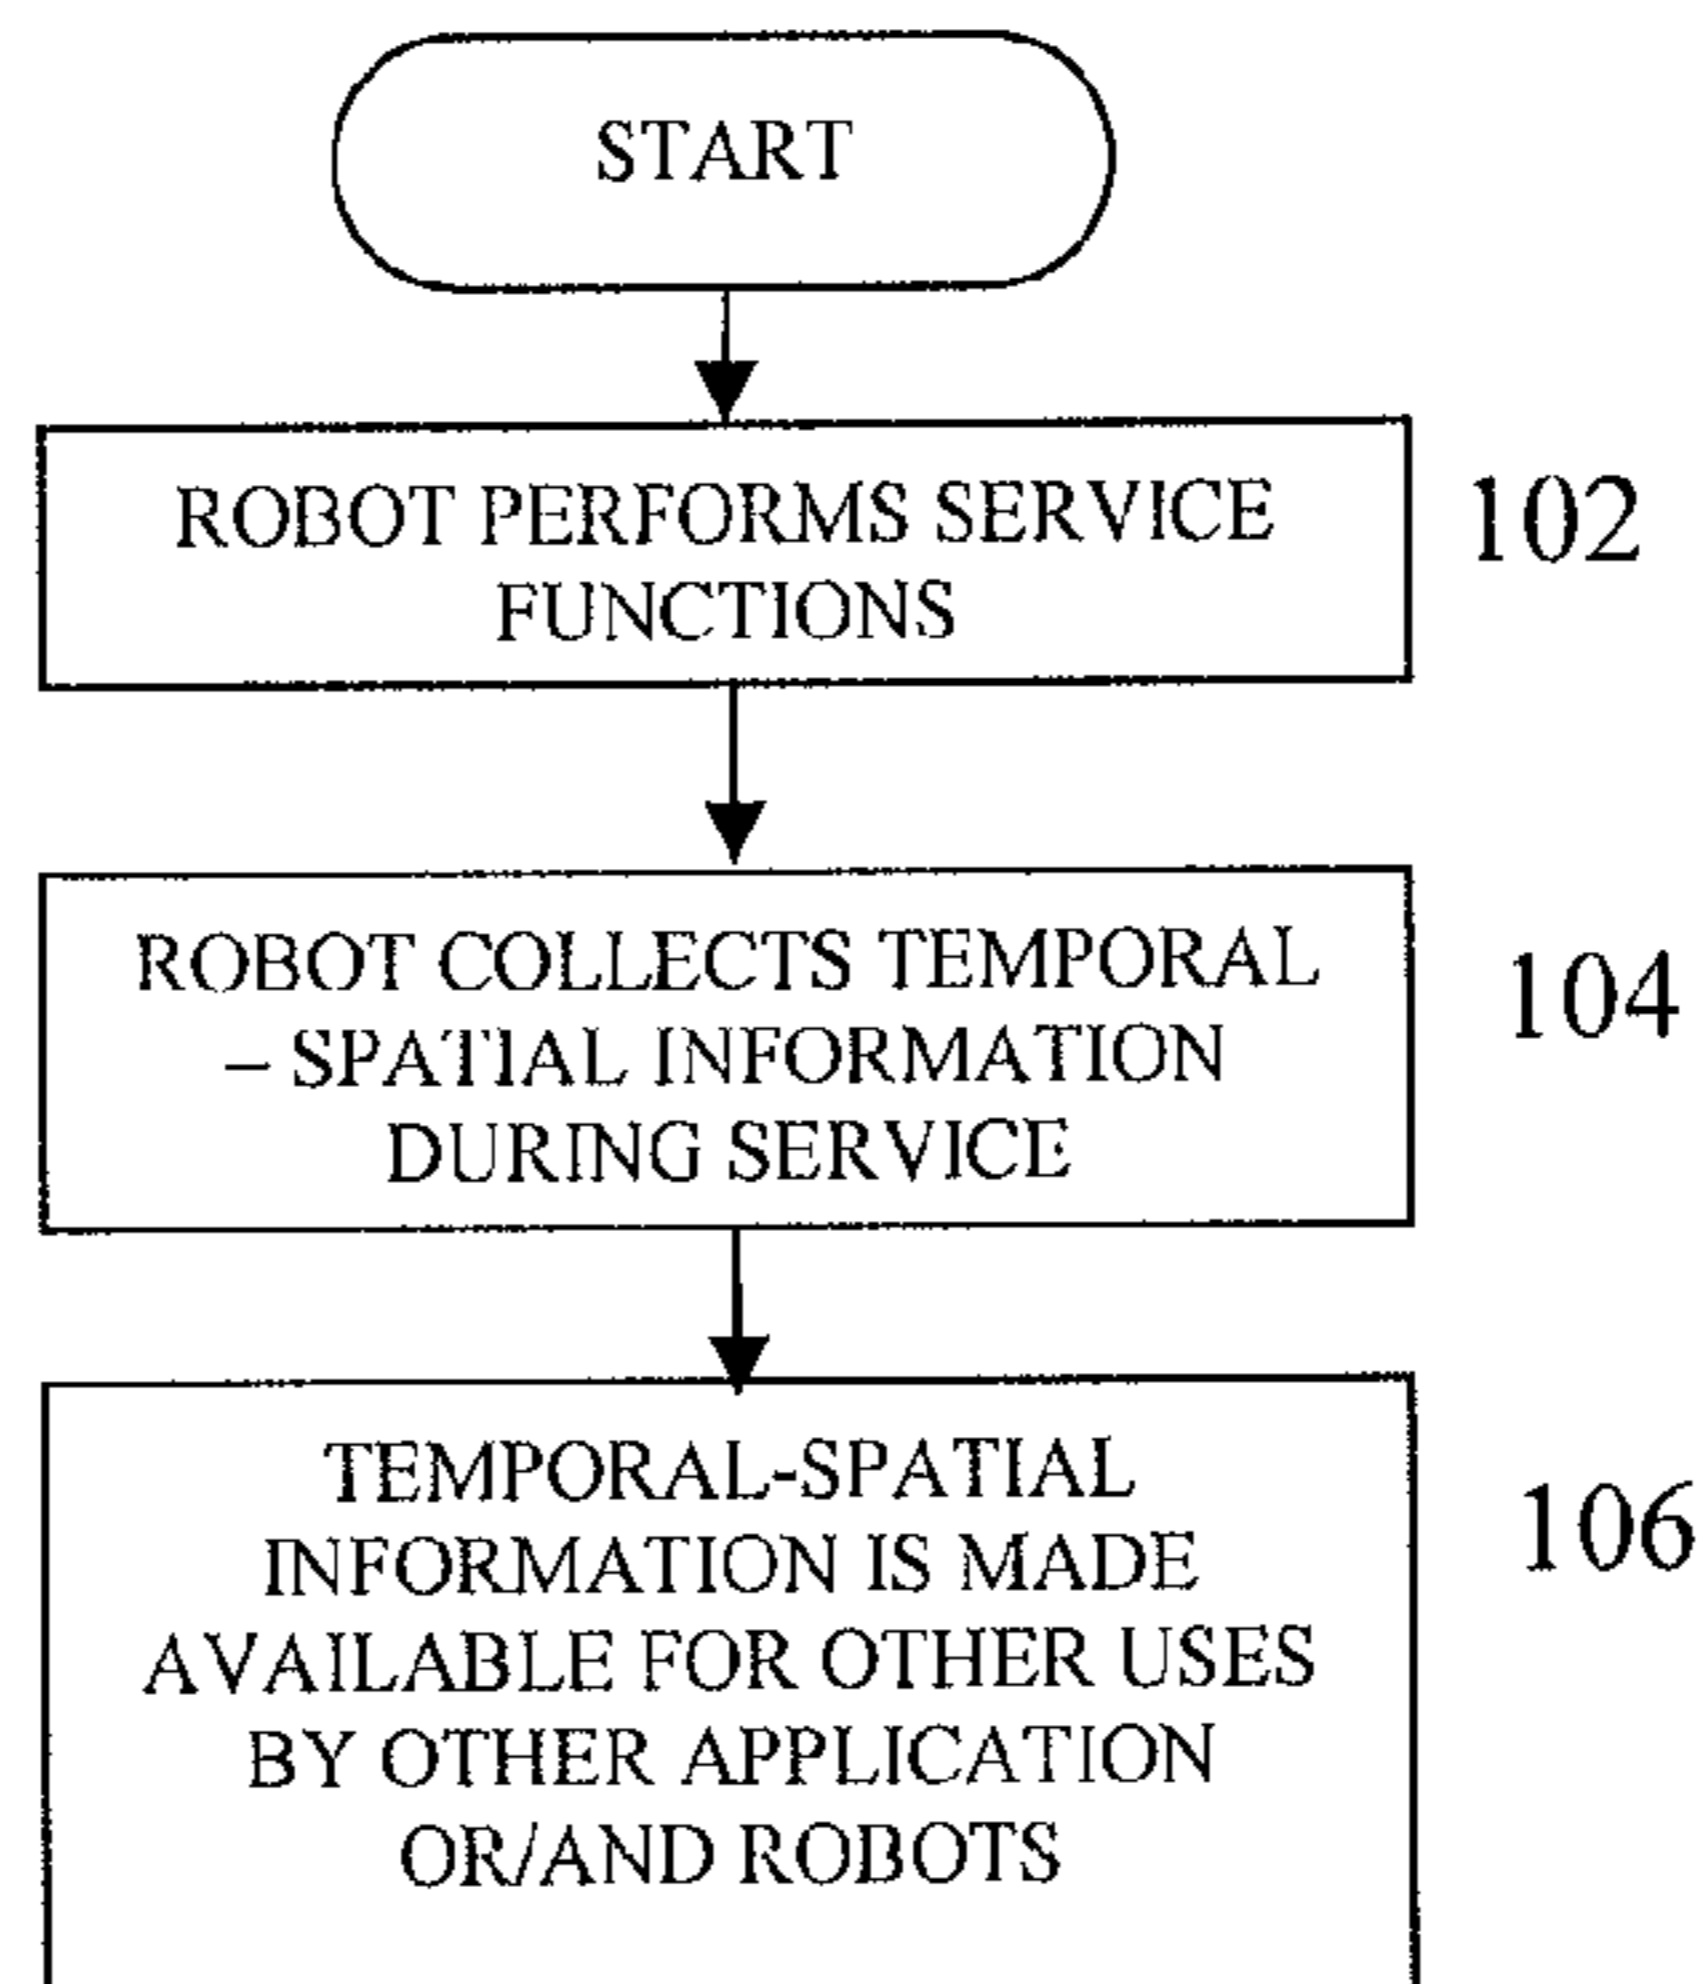 START
ROBOT PERFORMS SERVICE
FUNCTIONS
102
ROBOT COLLECTS TEMPORAL
– SPATIAL INFORMATION
DURING SERVICE
104
TEMPORAL-SPATIAL
INFORMATION IS MADE
AVAILABLE FOR OTHER USES
BY OTHER APPLICATION
OR/AND ROBOTS
106